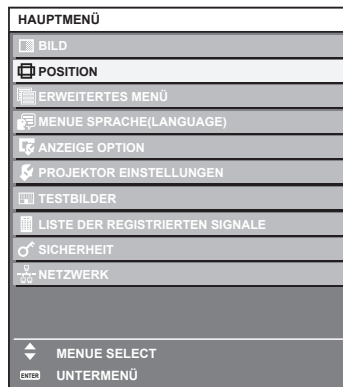 HAUPTMENÜ
BILD
POSITION
ERWEITERTES MENÜ
MENUE SPRACHE(LANGUAGE)
ANZEIGE OPTION
PROJEKTOR EINSTELLUNGEN
TESTBILDER
LISTE DER REGISTRIERTEN SIGNALE
SICHERHEIT
NETZWERK
MENUE SELECT
ENTER UNTERMENÜ